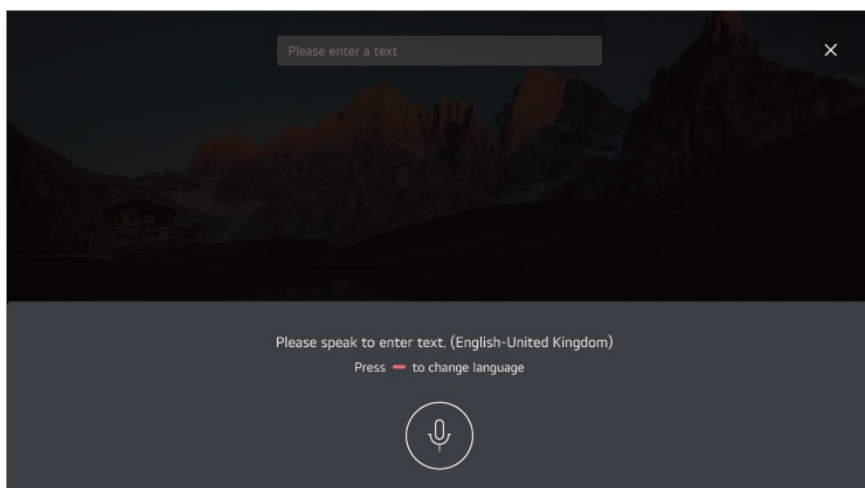 Please enter a text
Please speak to enter text. (English-United Kingdom)
Press to change language